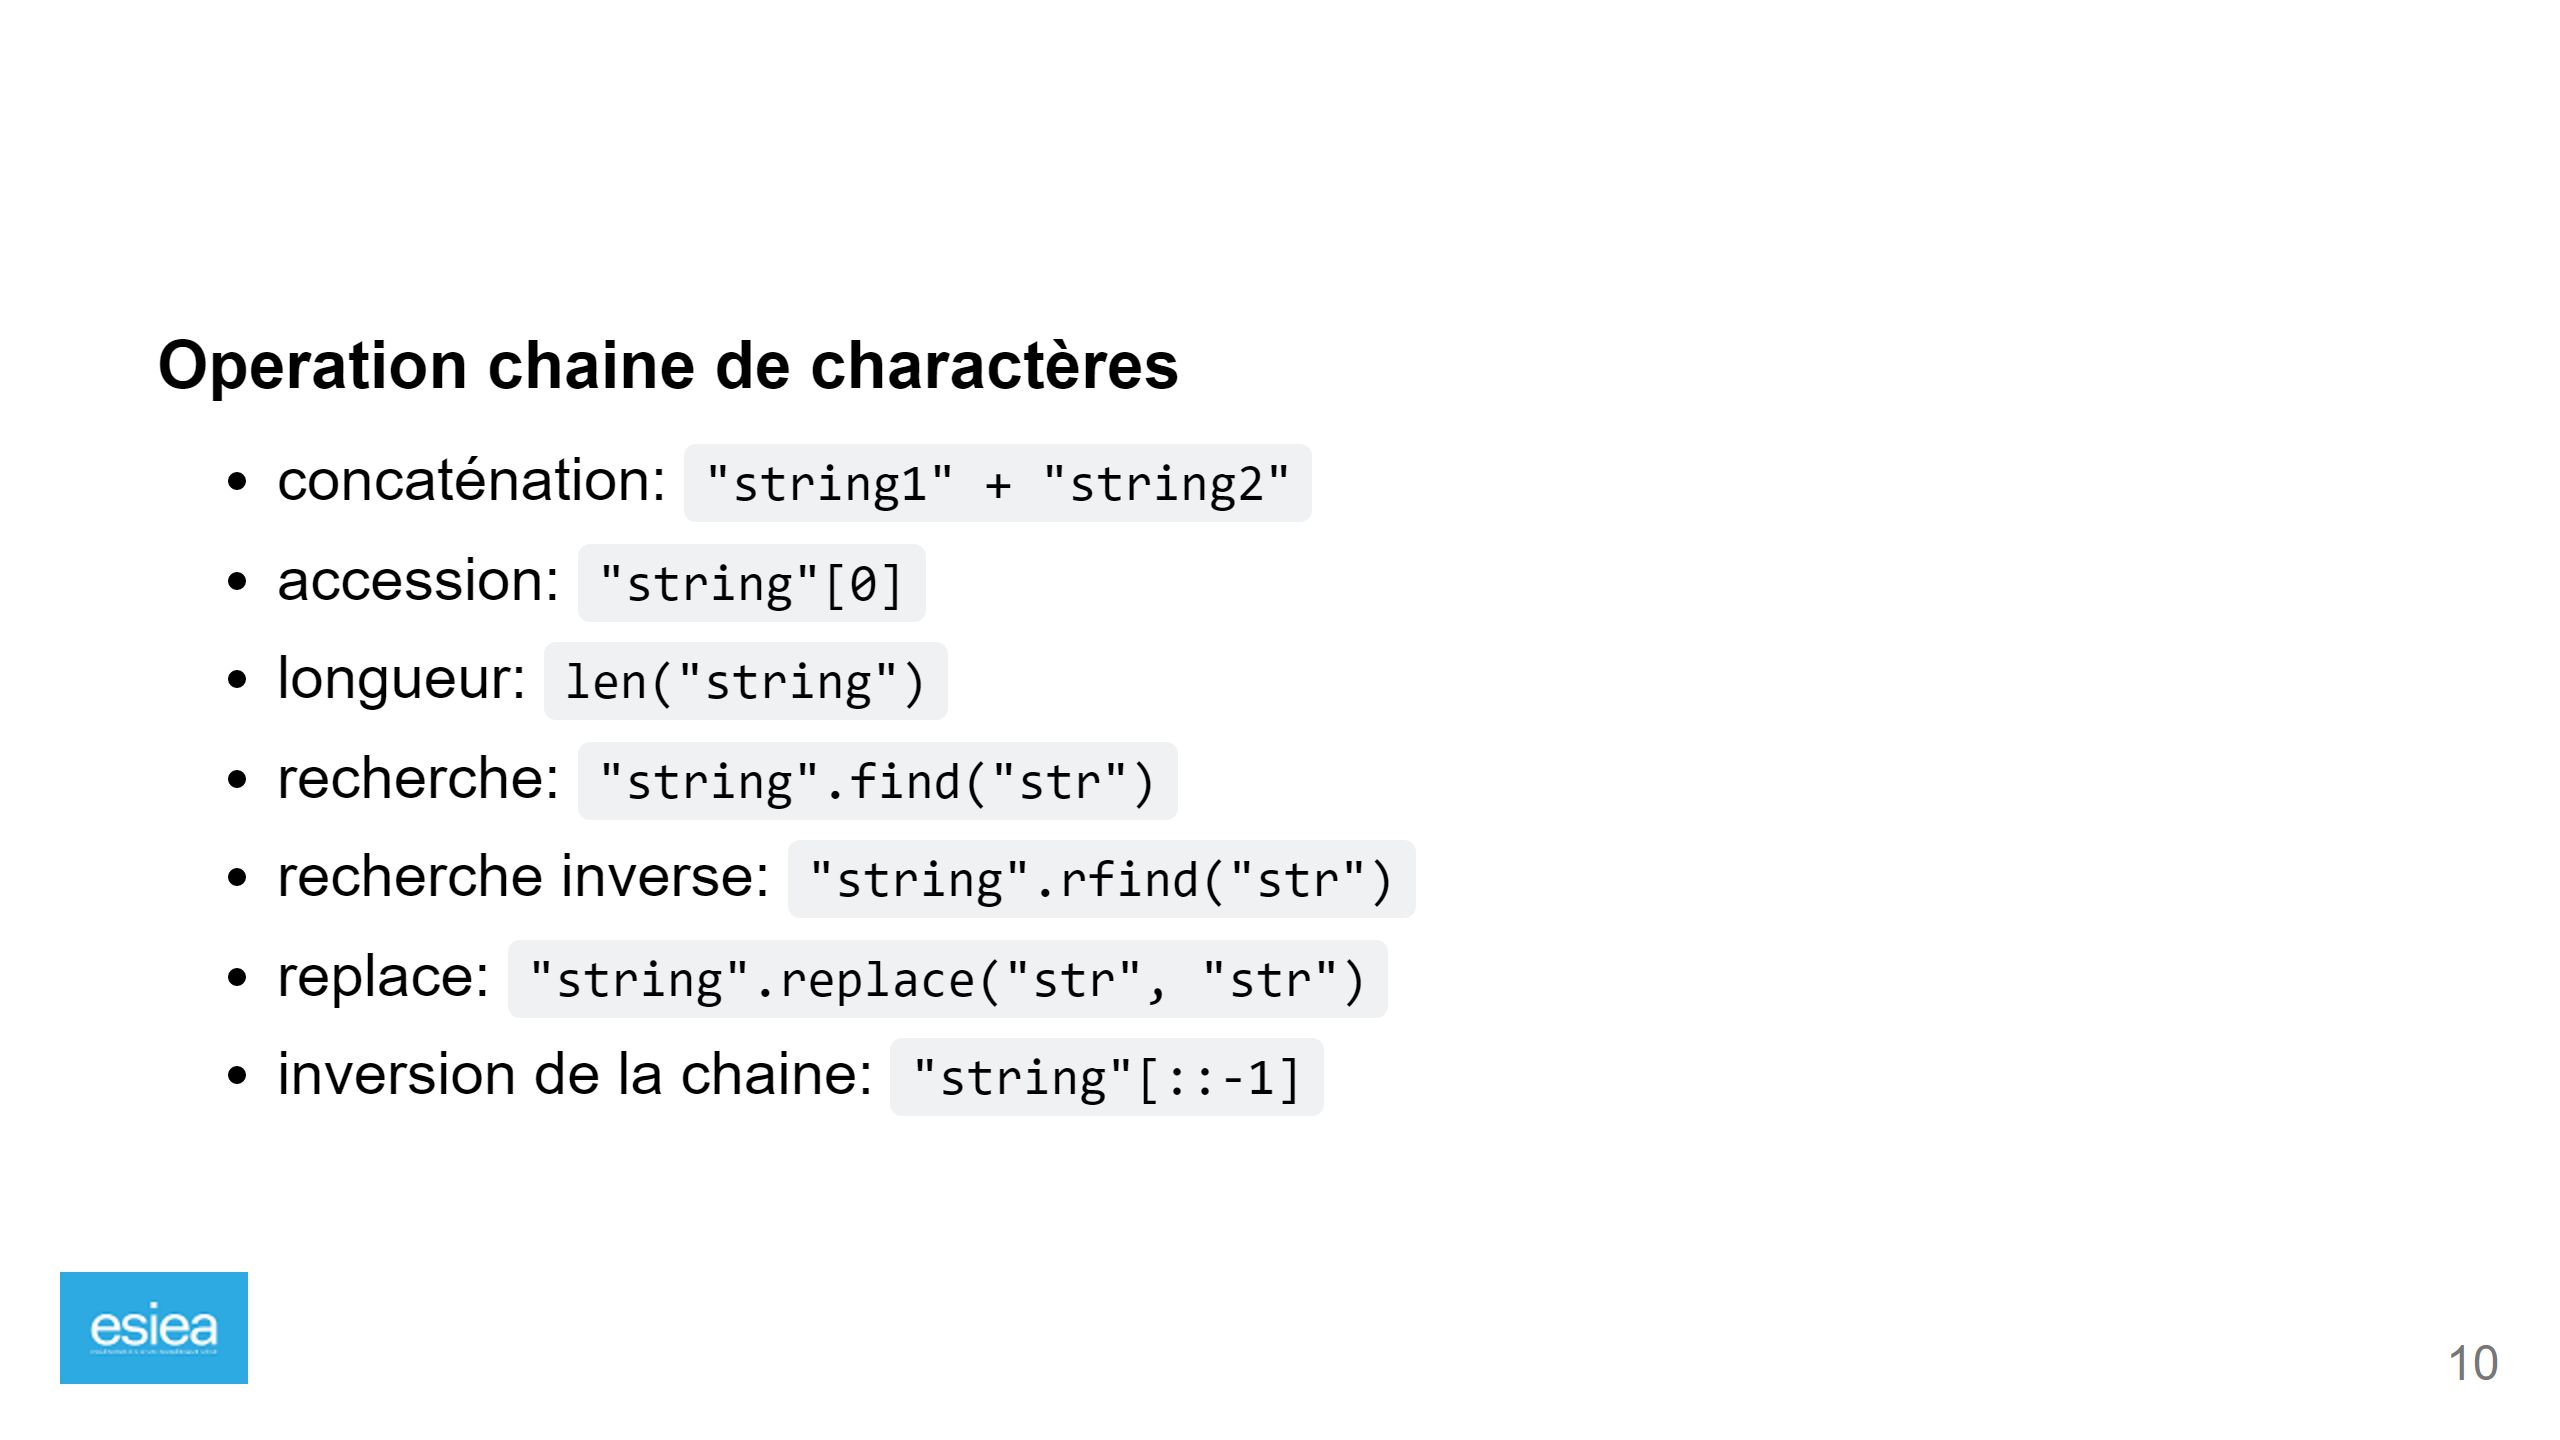 Operation chaine de charactères
concaténation: "string1" + "string2"
accession: "string"[0]
longueur: len("string")
recherche: "string".find("str")
recherche inverse: "string".rfind("str")
replace: "string".replace("str", "str")
inversion de la chaine: "string"[::-1]
esiea
10